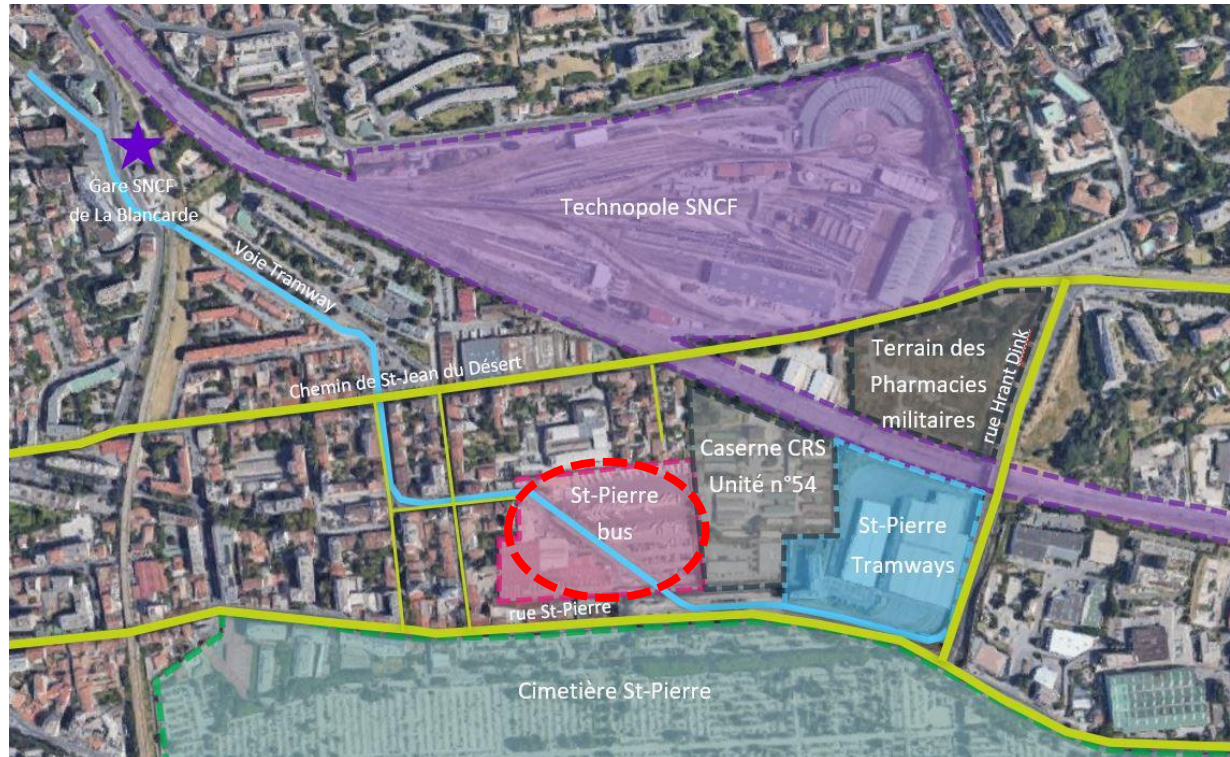 Gare SNCF
de La Blancarde
Technopole SNCF
Voie Tramway
Terrain des
Pharmacies
militaires
rue Hrant Dink
Chemin de St-Jean du Désert
Caserne CRS
Unité n°54
St-Pierre
bus
St-Pierre
Tramways
rue St-Pierre
Cimetière St-Pierre